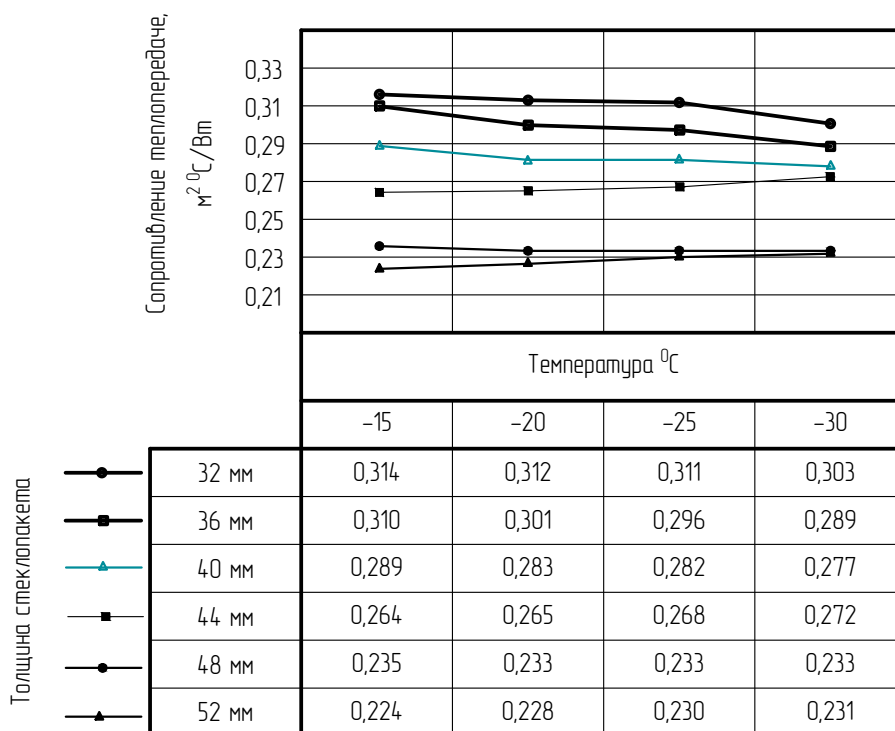 Сопротивление теплопередаче,
м² ⁰С/Вт
0,33
0,31
0,29
0,27
0,25
0,23
0,21
Температура ⁰С
–15 –20 –25 –30
Толщина стеклопакета
32 мм 0,314 0,312 0,311 0,303
36 мм 0,310 0,301 0,296 0,289
40 мм 0,289 0,283 0,282 0,277
44 мм 0,264 0,265 0,268 0,272
48 мм 0,235 0,233 0,233 0,233
52 мм 0,224 0,228 0,230 0,231